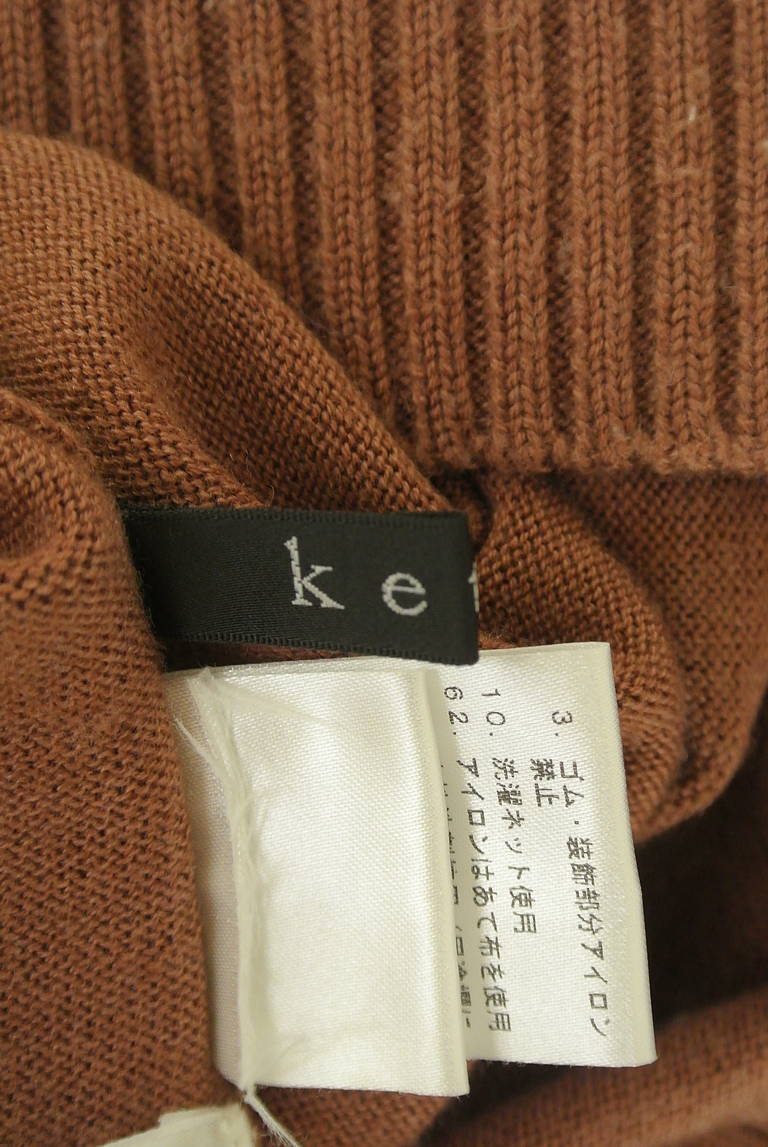 ke
3. ゴム・装飾部分アイロン
禁止
10. 洗濯ネット使用
62. アイロンはあて布を使用